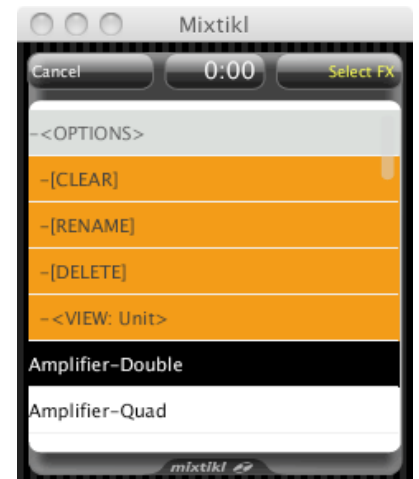 Mixtikl
Cancel 0:00 Select FX
-<OPTIONS>
-[CLEAR]
-[RENAME]
-[DELETE]
-<VIEW: Unit>
Amplifier-Double
Amplifier-Quad
mixtikl